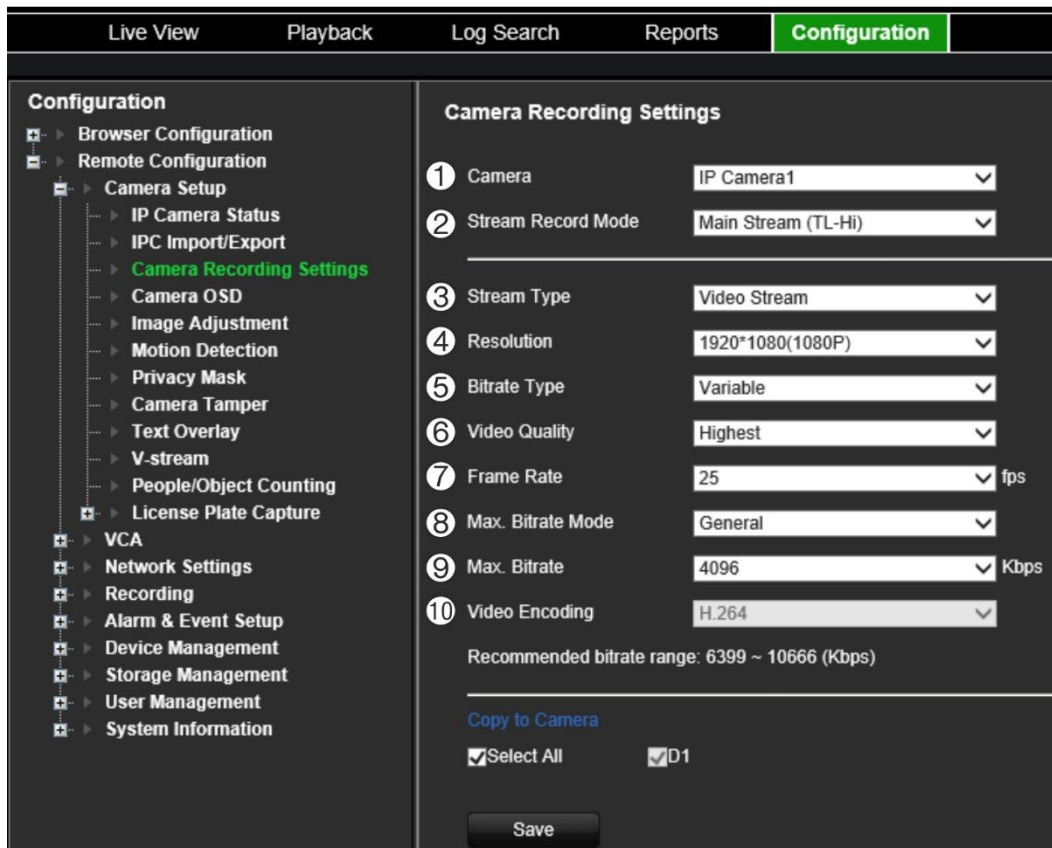 Live View Playback Log Search Reports Configuration
Configuration
Browser Configuration
Remote Configuration
Camera Setup
IP Camera Status
IPC Import/Export
Camera Recording Settings
Camera OSD
Image Adjustment
Motion Detection
Privacy Mask
Camera Tamper
Text Overlay
V-stream
People/Object Counting
License Plate Capture
VCA
Network Settings
Recording
Alarm & Event Setup
Device Management
Storage Management
User Management
System Information
Camera Recording Settings
① Camera IP Camera1
② Stream Record Mode Main Stream (TL-Hi)
③ Stream Type Video Stream
④ Resolution 1920*1080(1080P)
⑤ Bitrate Type Variable
⑥ Video Quality Highest
⑦ Frame Rate 25 fps
⑧ Max. Bitrate Mode General
⑨ Max. Bitrate 4096 Kbps
⑩ Video Encoding H.264
Recommended bitrate range: 6399 ~ 10666 (Kbps)
Copy to Camera
Select All D1
Save